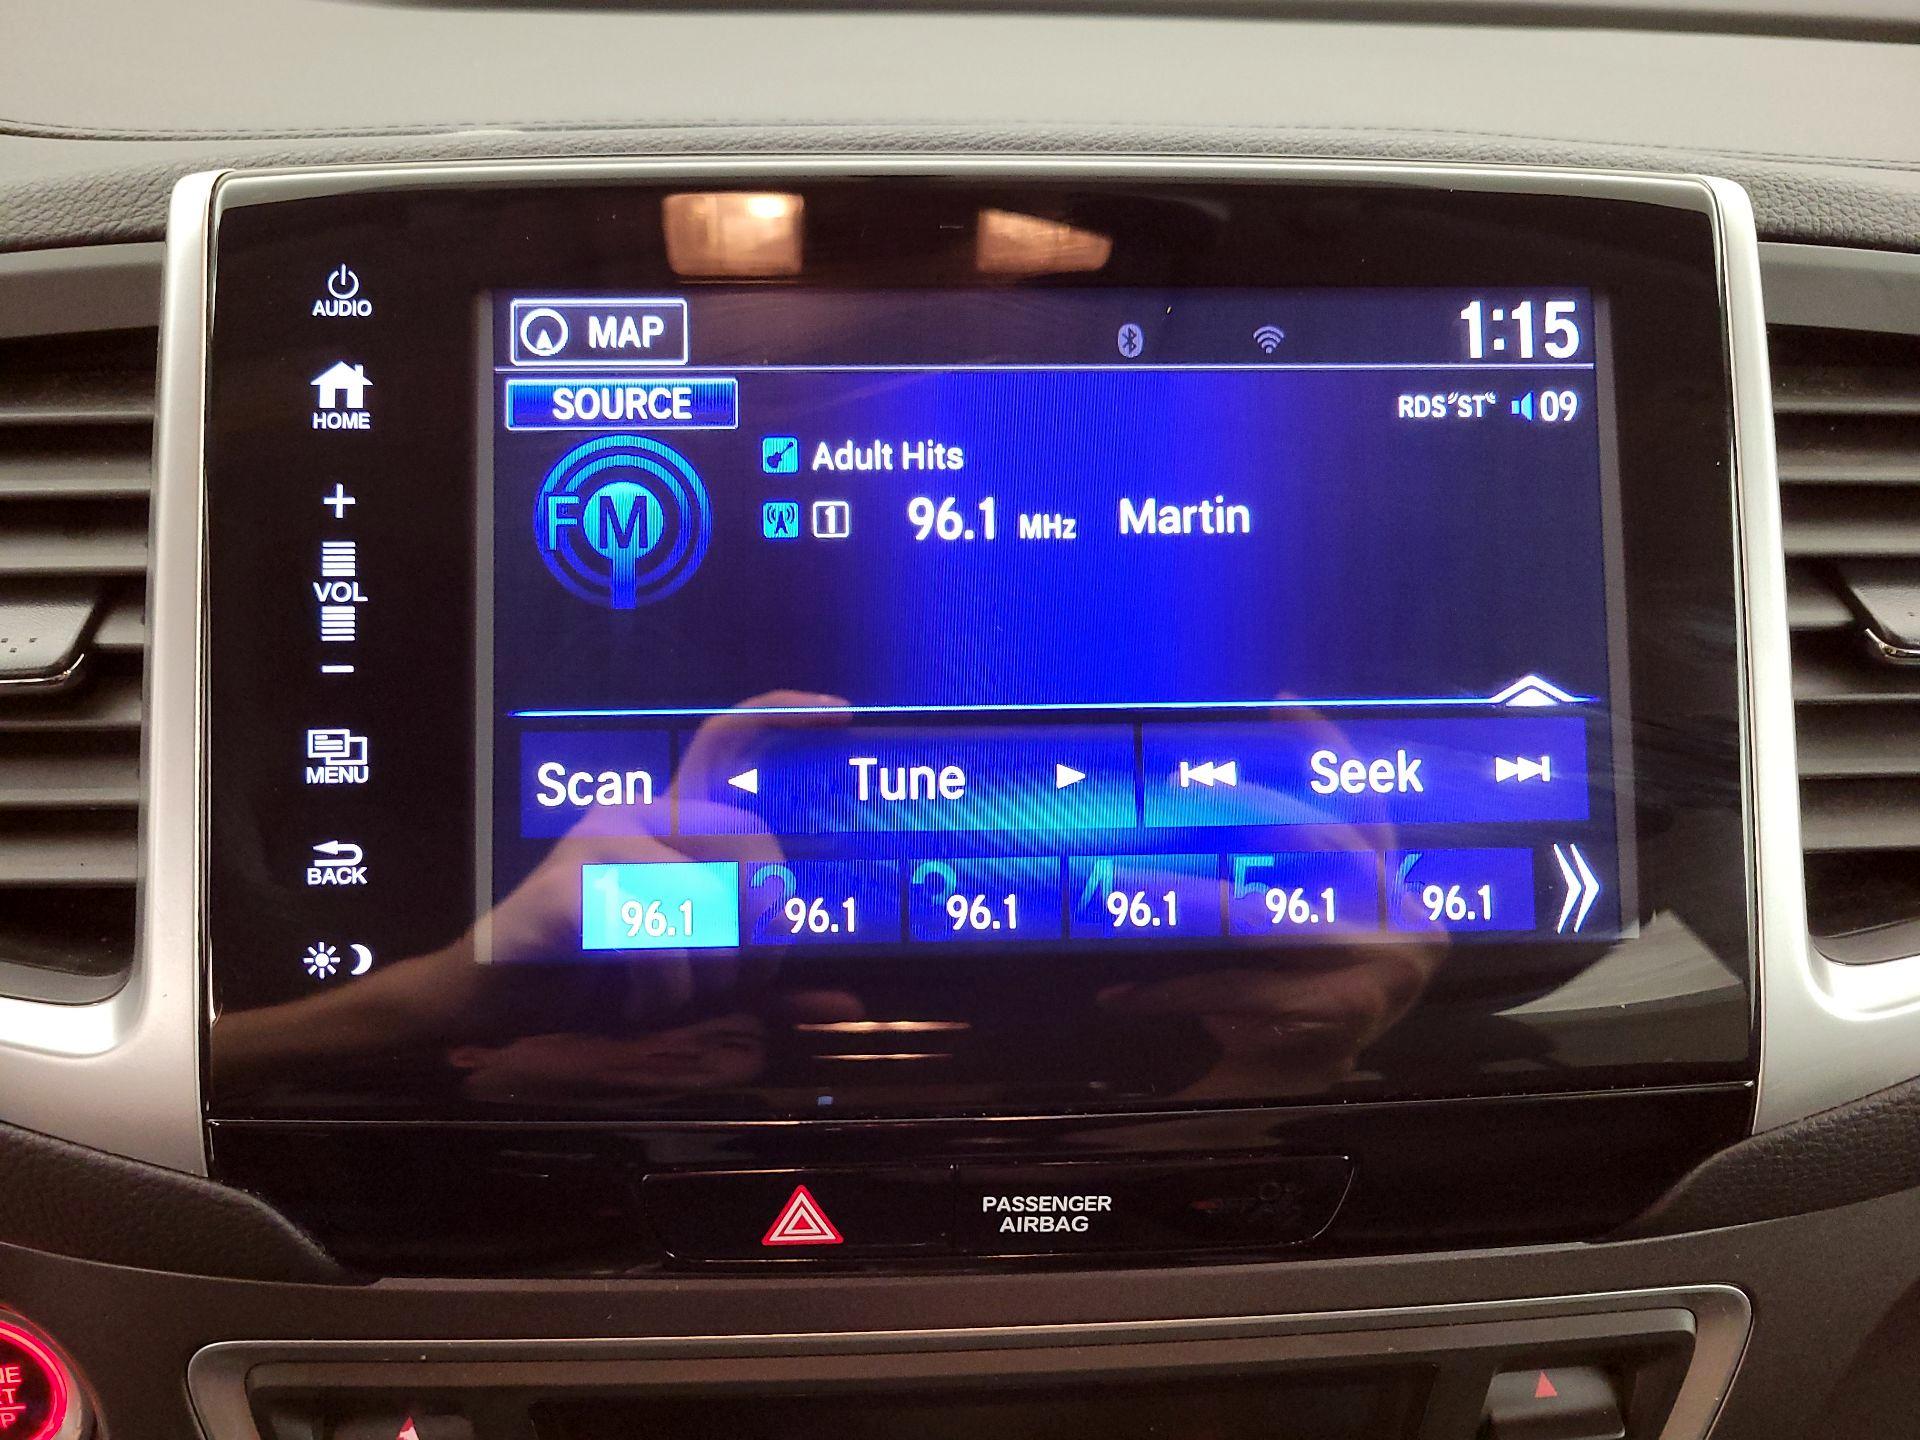 AUDIO
HOME
+
VOL
−
MENU
BACK
MAP
1:15
SOURCE
RDS ST 09
FM
Adult Hits
1 96.1 MHz Martin
Scan Tune Seek
1 96.1 2 96.1 3 96.1 4 96.1 5 96.1 6 96.1
PASSENGER
AIRBAG